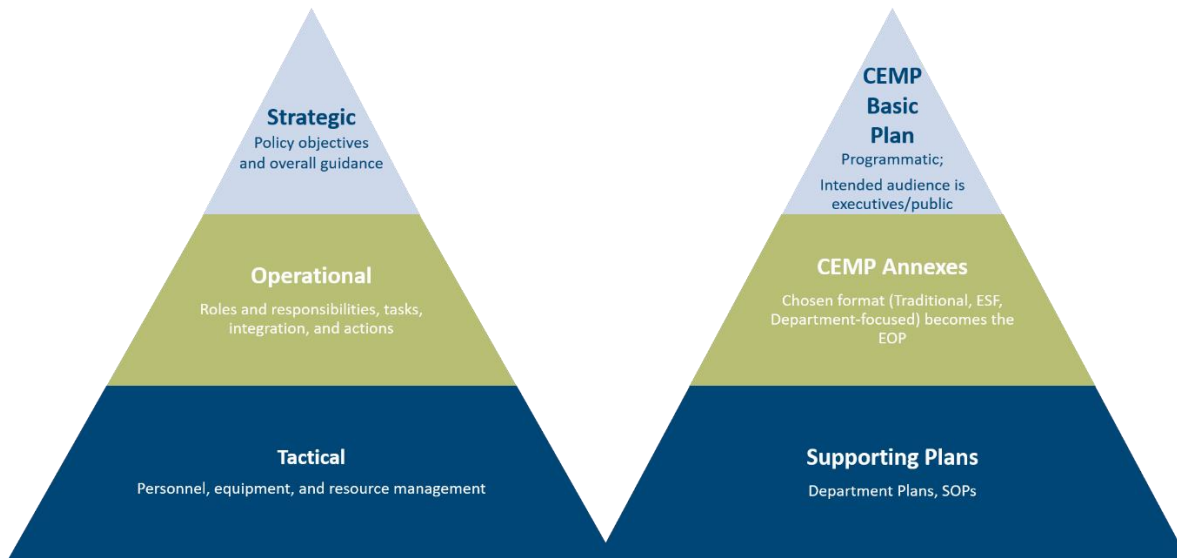 Strategic
Policy objectives
and overall guidance
Operational
Roles and responsibilities, tasks,
integration, and actions
Tactical
Personnel, equipment, and resource management
CEMP
Basic
Plan
Programmatic;
Intended audience is
executives/public
CEMP Annexes
Chosen format (Traditional, ESF,
Department-focused) becomes the
EOP
Supporting Plans
Department Plans, SOPs